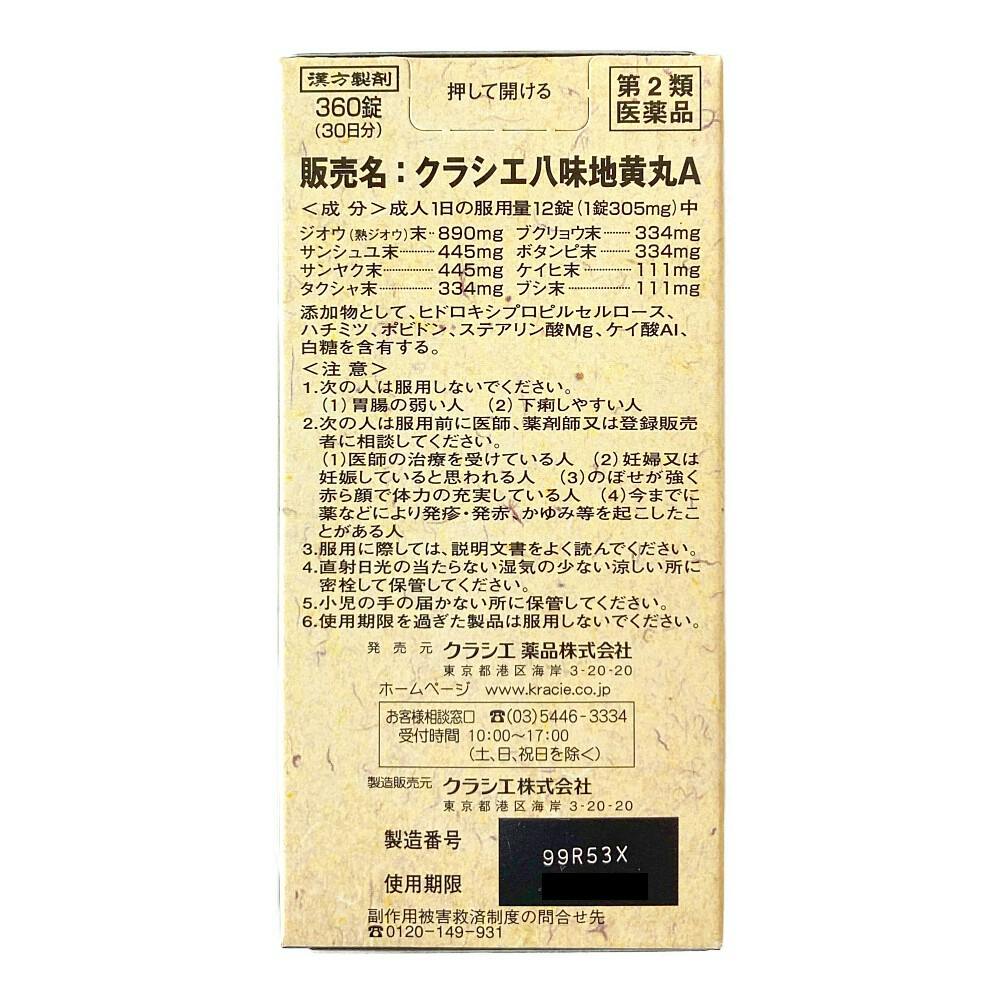 漢方製剤
360錠
(30日分)
押して開ける
第2類
医薬品
販売名：クラシエ八味地黄丸A
＜成分＞成人1日の服用量12錠(1錠305mg)中
ジオウ(熟ジオウ)末‥890mg ブクリョウ末……334mg
サンシュユ末………445mg ボタンピ末………334mg
サンヤク末…………445mg ケイヒ末…………111mg
タクシャ末…………334mg ブシ末……………111mg
添加物として、ヒドロキシプロピルセルロース、
ハチミツ、ポビドン、ステアリン酸Mg、ケイ酸Al、
白糖を含有する。
＜注意＞
1.次の人は服用しないでください。
(1)胃腸の弱い人 (2)下痢しやすい人
2.次の人は服用前に医師、薬剤師又は登録販売
者に相談してください。
(1)医師の治療を受けている人 (2)妊婦又は
妊娠していると思われる人 (3)のぼせが強く
赤ら顔で体力の充実している人 (4)今までに
薬などにより発疹・発赤、かゆみ等を起こしたこ
とがある人
3.服用に際しては、説明文書をよく読んでください。
4.直射日光の当たらない湿気の少ない涼しい所に
密栓して保管してください。
5.小児の手の届かない所に保管してください。
6.使用期限を過ぎた製品は服用しないでください。
発売元 クラシエ薬品株式会社
東京都港区海岸 3-20-20
ホームページ www.kracie.co.jp
お客様相談窓口 ☎(03)5446-3334
受付時間 10:00〜17:00
(土、日、祝日を除く)
製造販売元 クラシエ株式会社
東京都港区海岸 3-20-20
製造番号 99R53X
使用期限
副作用被害救済制度の問合せ先
☎0120-149-931